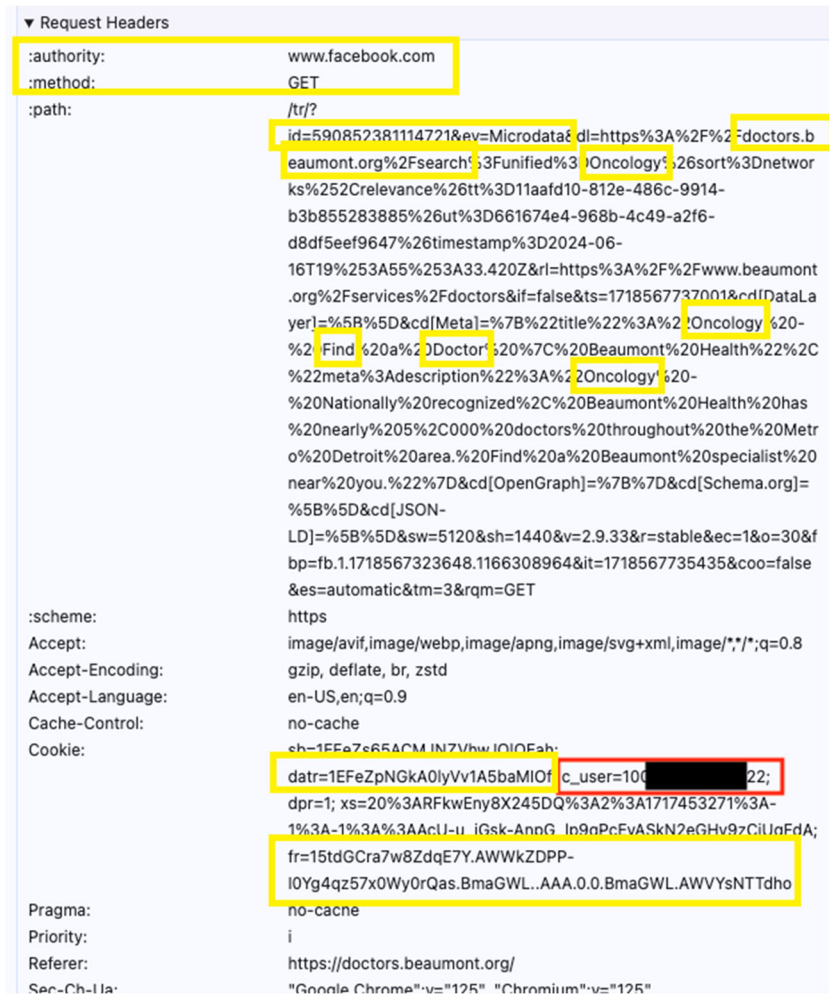 ▼ Request Headers
:authority: www.facebook.com
:method: GET
:path: /tr/?
id=590852381114721&ev=Microdata&dl=https%3A%2F%2Fdoctors.b
eaumont.org%2Fsearch%3Funified%3DOncology%26sort%3Dnetwor
ks%252Crelevance%26tt%3D11aafd10-812e-486c-9914-
b3b855283885%26ut%3D661674e4-968b-4c49-a2f6-
d8df5eef9647%26timestamp%3D2024-06-
16T19%253A55%253A33.420Z&rl=https%3A%2F%2Fwww.beaumont
.org%2Fservices%2Fdoctors&if=false&ts=1718567737001&cd[DataLa
yer]=%5B%5D&cd[Meta]=%7B%22title%22%3A%22Oncology%20-
%20Find%20a%20Doctor%20%7C%20Beaumont%20Health%22%2C
%22meta%3Adescription%22%3A%22Oncology%20-
%20Nationally%20recognized%2C%20Beaumont%20Health%20has
%20nearly%205%2C000%20doctors%20throughout%20the%20Metr
o%20Detroit%20area.%20Find%20a%20Beaumont%20specialist%20
near%20you.%22%7D&cd[OpenGraph]=%7B%7D&cd[Schema.org]=
%5B%5D&cd[JSON-
LD]=%5B%5D&sw=5120&sh=1440&v=2.9.33&r=stable&ec=1&o=30&f
bp=fb.1.1718567323648.1166308964&it=1718567735435&coo=false
&es=automatic&tm=3&rqm=GET
:scheme: https
Accept: image/avif,image/webp,image/apng,image/svg+xml,image/*,*/*;q=0.8
Accept-Encoding: gzip, deflate, br, zstd
Accept-Language: en-US,en;q=0.9
Cache-Control: no-cache
Cookie:
datr=1EFeZpNGkA0lyVv1A5baMIOf c_user=100 22;
dpr=1; xs=20%3ARFkwEny8X245DQ%3A2%3A1717453271%3A-
fr=15tdGCra7w8ZdqE7Y.AWWkZDPP-
l0Yg4qz57x0Wy0rQas.BmaGWL..AAA.0.0.BmaGWL.AWVYsNTTdho
Pragma: no-cache
Priority: i
Referer: https://doctors.beaumont.org/
Sec-Ch-Ua: "Google Chrome";v="125", "Chromium";v="125",